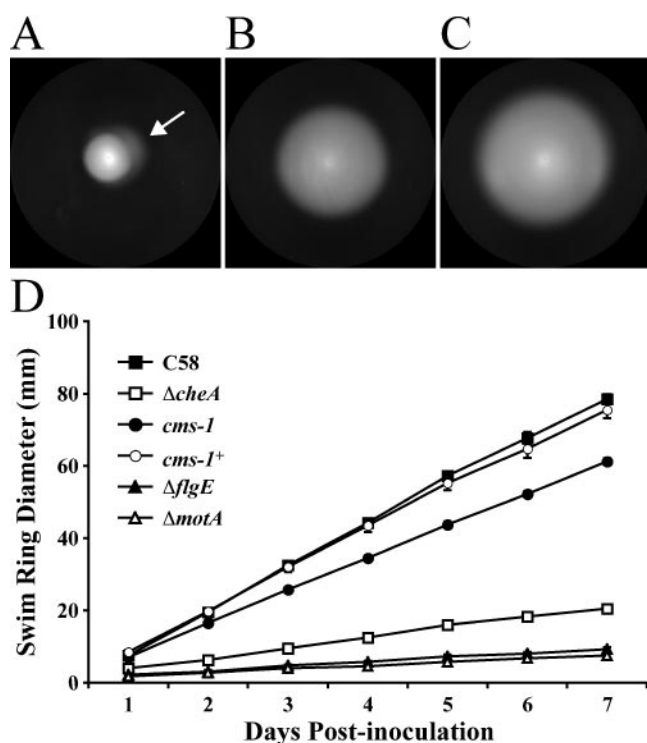 A B C
D
100
80
60
40
20
0
Swim Ring Diameter (mm)
C58
ΔcheA
cms-1
cms-1⁺
ΔflgE
ΔmotA
1 2 3 4 5 6 7
Days Post-inoculation